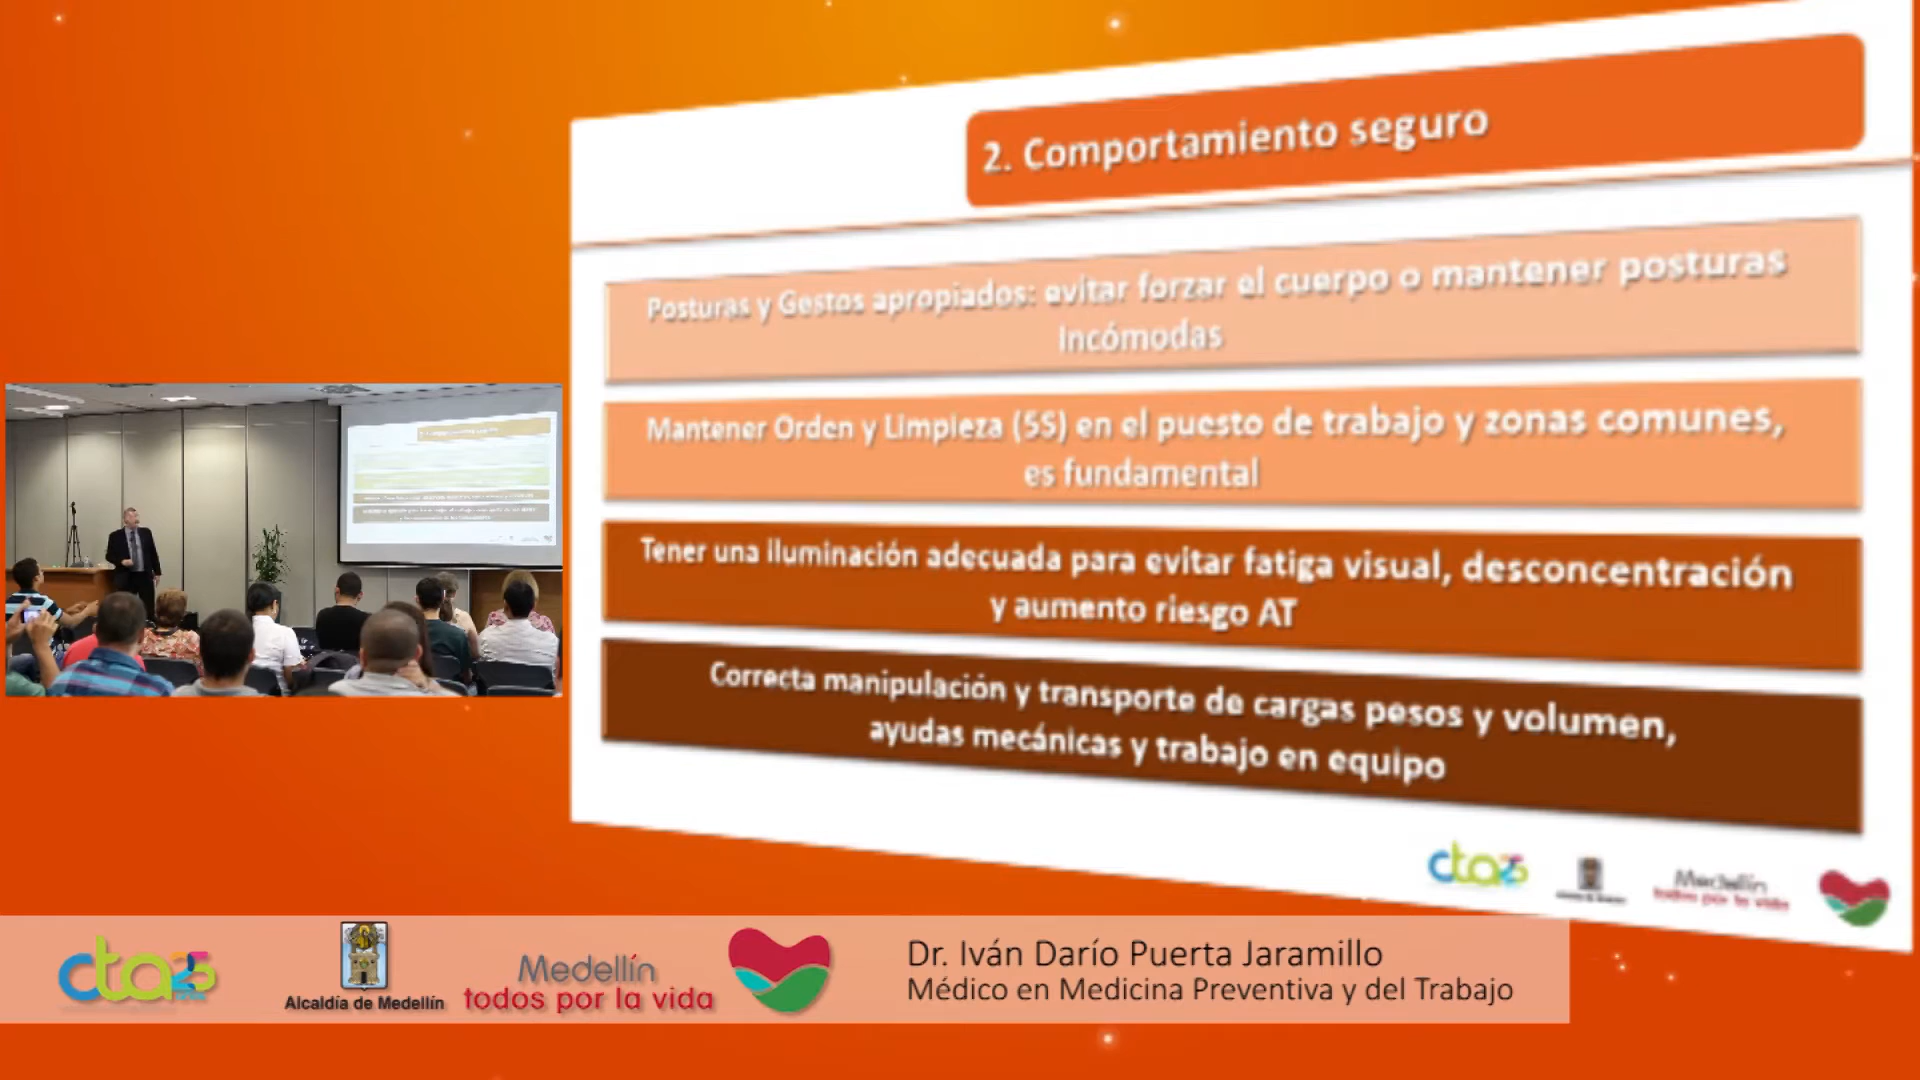 2. Comportamiento seguro
Posturas y Gestos apropiados: evitar forzar el cuerpo o mantener posturas
Incómodas
Mantener Orden y Limpieza (5S) en el puesto de trabajo y zonas comunes,
es fundamental
Tener una iluminación adecuada para evitar fatiga visual, desconcentración
y aumento riesgo AT
Correcta manipulación y transporte de cargas pesos y volumen,
ayudas mecánicas y trabajo en equipo
cta25
Medellín
todos por la vida
cta25
Alcaldía de Medellín
Medellín
todos por la vida
Dr. Iván Darío Puerta Jaramillo
Médico en Medicina Preventiva y del Trabajo